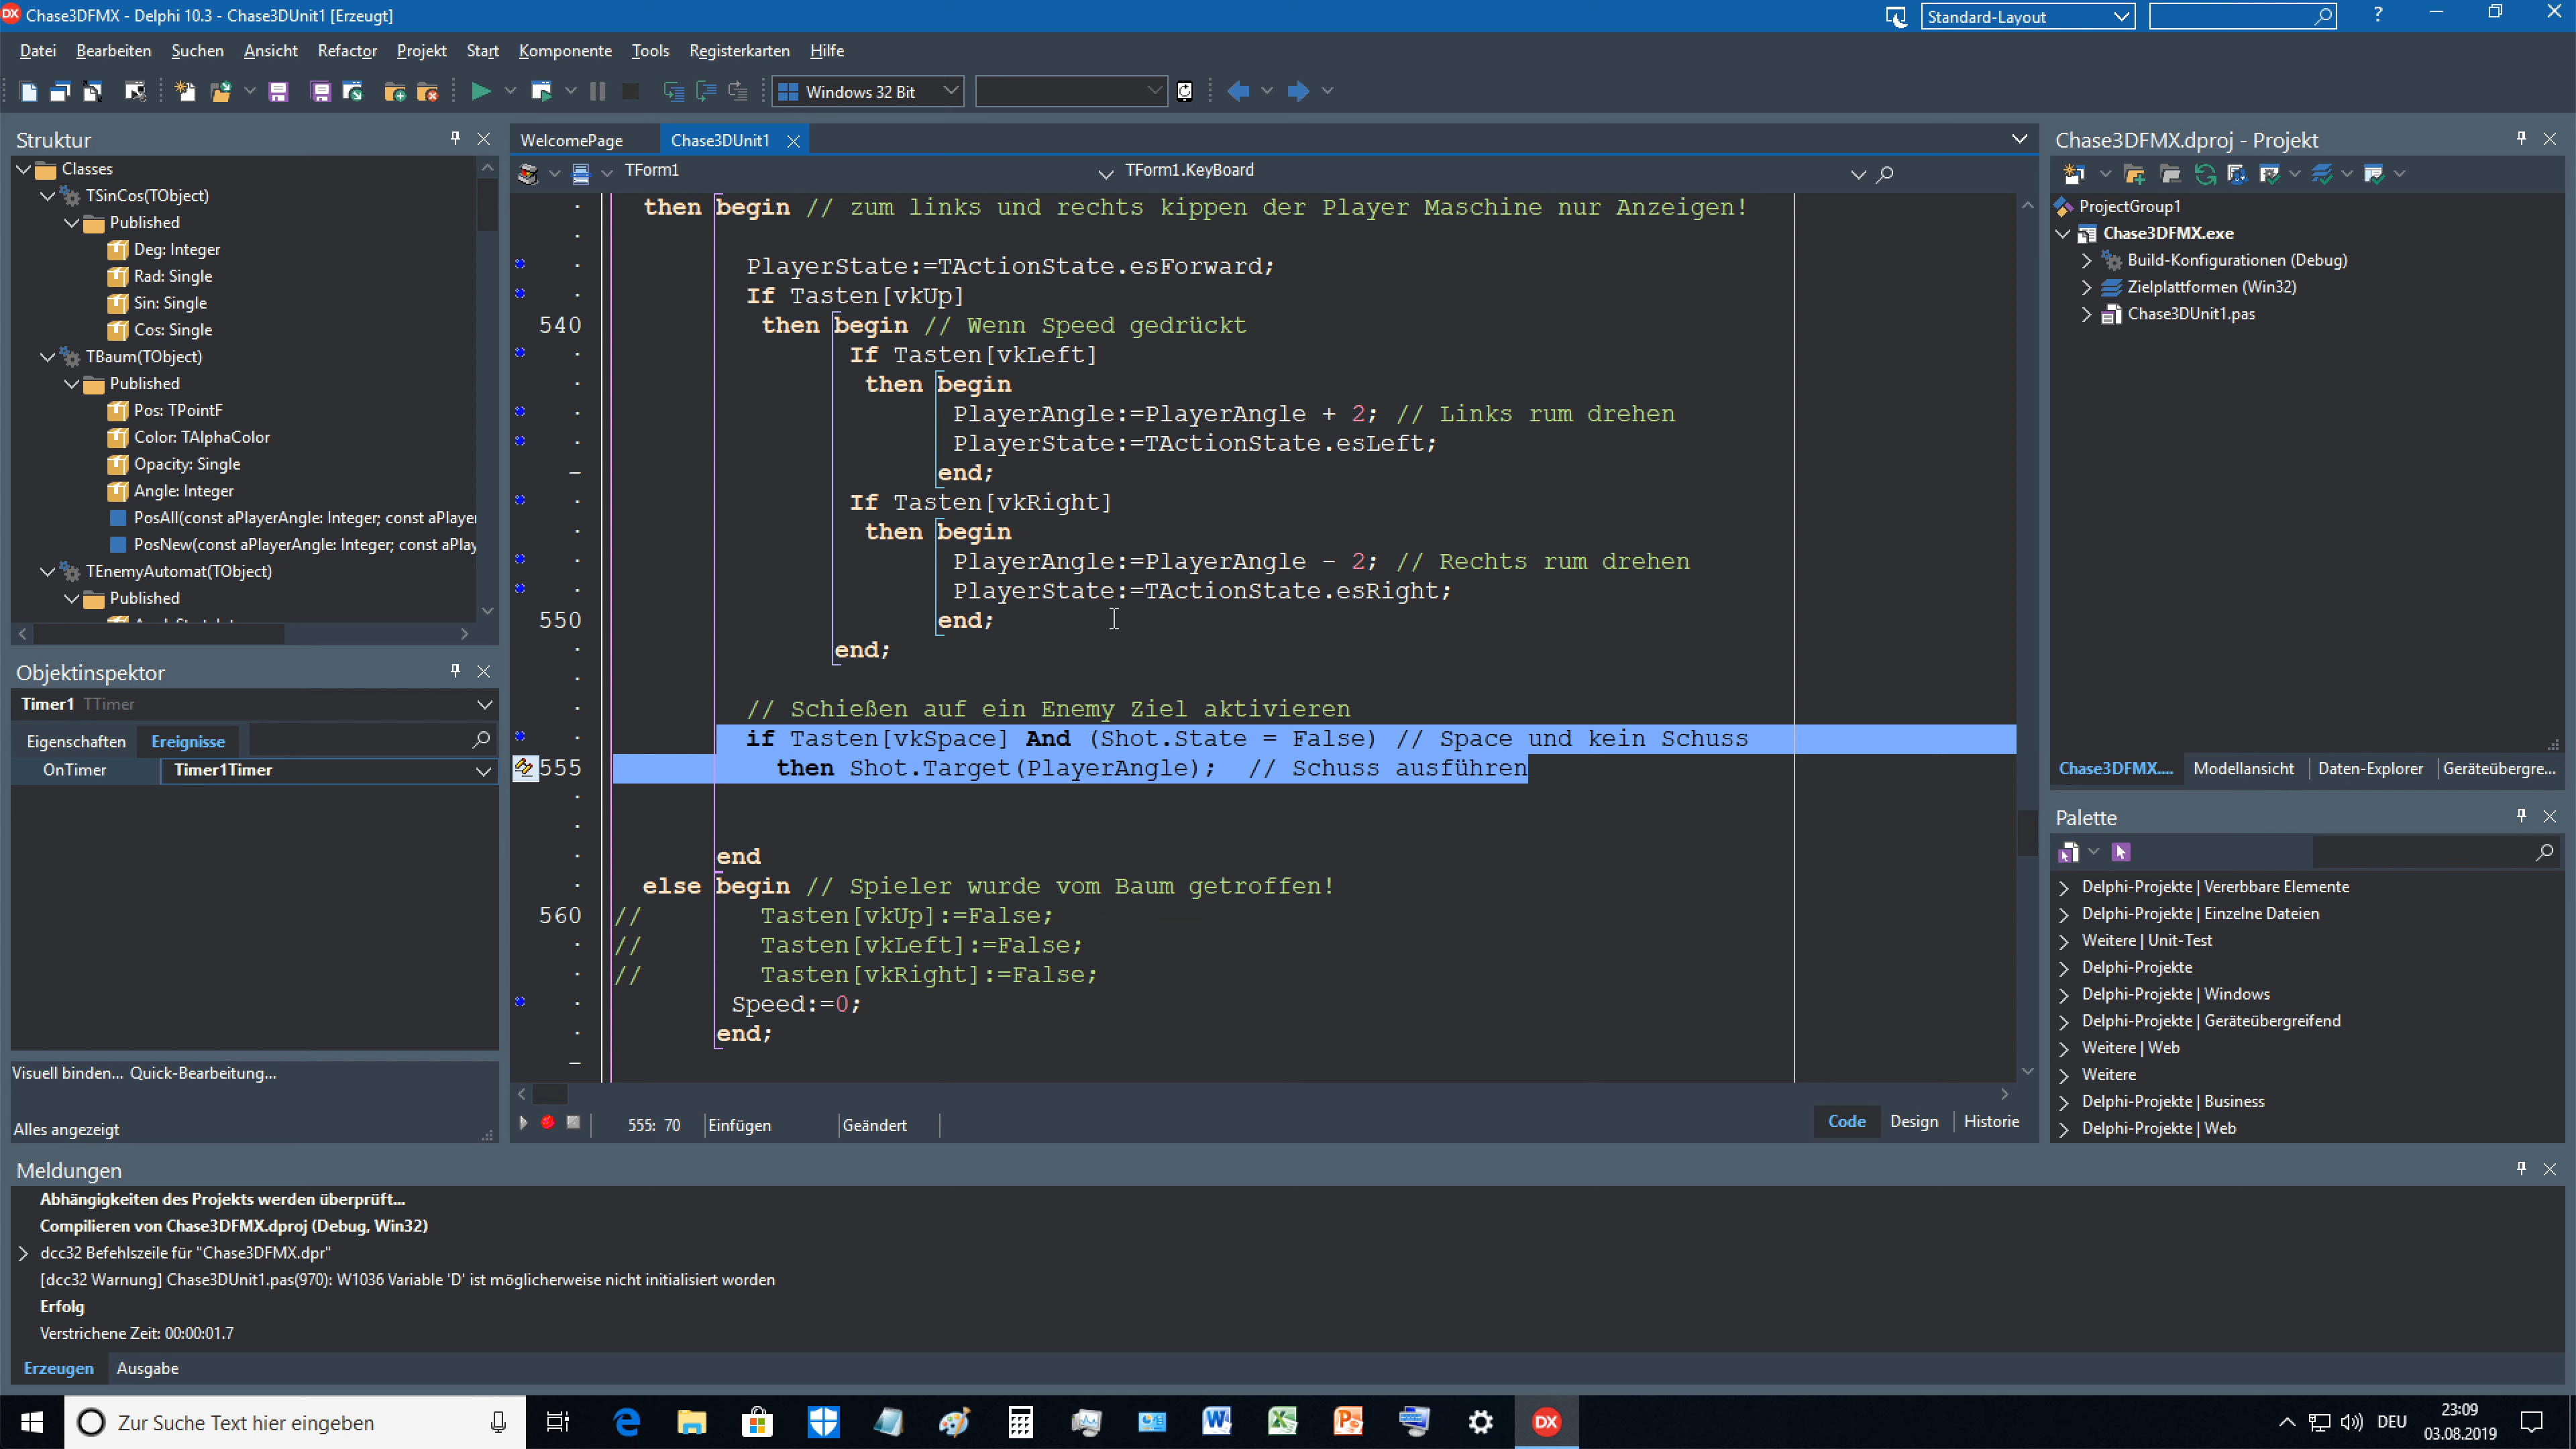 Chase3DFMX - Delphi 10.3 - Chase3DUnit1 [Erzeugt]
Standard-Layout
?
Datei Bearbeiten Suchen Ansicht Refactor Projekt Start Komponente Tools Registerkarten Hilfe
Windows 32 Bit
Struktur
Classes
TSinCos(TObject)
Published
Deg: Integer
Rad: Single
Sin: Single
Cos: Single
TBaum(TObject)
Published
Pos: TPointF
Color: TAlphaColor
Opacity: Single
Angle: Integer
PosAll(const aPlayerAngle: Integer; const aPlayer
PosNew(const aPlayerAngle: Integer; const aPlay
TEnemyAutomat(TObject)
Published
Objektinspektor
Timer1 TTimer
Eigenschaften Ereignisse
OnTimer Timer1Timer
Visuell binden... Quick-Bearbeitung...
Alles angezeigt
WelcomePage Chase3DUnit1
TForm1 TForm1.KeyBoard
then begin // zum links und rechts kippen der Player Maschine nur Anzeigen!
PlayerState:=TActionState.esForward;
If Tasten[vkUp]
540 then begin // Wenn Speed gedrückt
If Tasten[vkLeft]
then begin
PlayerAngle:=PlayerAngle + 2; // Links rum drehen
PlayerState:=TActionState.esLeft;
end;
If Tasten[vkRight]
then begin
PlayerAngle:=PlayerAngle - 2; // Rechts rum drehen
PlayerState:=TActionState.esRight;
550 end;
end;
// Schießen auf ein Enemy Ziel aktivieren
if Tasten[vkSpace] And (Shot.State = False) // Space und kein Schuss
555 then Shot.Target(PlayerAngle); // Schuss ausführen
end
else begin // Spieler wurde vom Baum getroffen!
560 // Tasten[vkUp]:=False;
// Tasten[vkLeft]:=False;
// Tasten[vkRight]:=False;
Speed:=0;
end;
555: 70 Einfügen Geändert
Code Design Historie
Chase3DFMX.dproj - Projekt
ProjectGroup1
Chase3DFMX.exe
Build-Konfigurationen (Debug)
Zielplattformen (Win32)
Chase3DUnit1.pas
Chase3DFMX.... Modellansicht Daten-Explorer Geräteübergre...
Palette
Delphi-Projekte | Vererbbare Elemente
Delphi-Projekte | Einzelne Dateien
Weitere | Unit-Test
Delphi-Projekte
Delphi-Projekte | Windows
Delphi-Projekte | Geräteübergreifend
Weitere | Web
Weitere
Delphi-Projekte | Business
Delphi-Projekte | Web
Meldungen
Abhängigkeiten des Projekts werden überprüft...
Compilieren von Chase3DFMX.dproj (Debug, Win32)
dcc32 Befehlszeile für "Chase3DFMX.dpr"
[dcc32 Warnung] Chase3DUnit1.pas(970): W1036 Variable 'D' ist möglicherweise nicht initialisiert worden
Erfolg
Verstrichene Zeit: 00:00:01.7
Erzeugen Ausgabe
Zur Suche Text hier eingeben
DX
DEU
23:09
03.08.2019